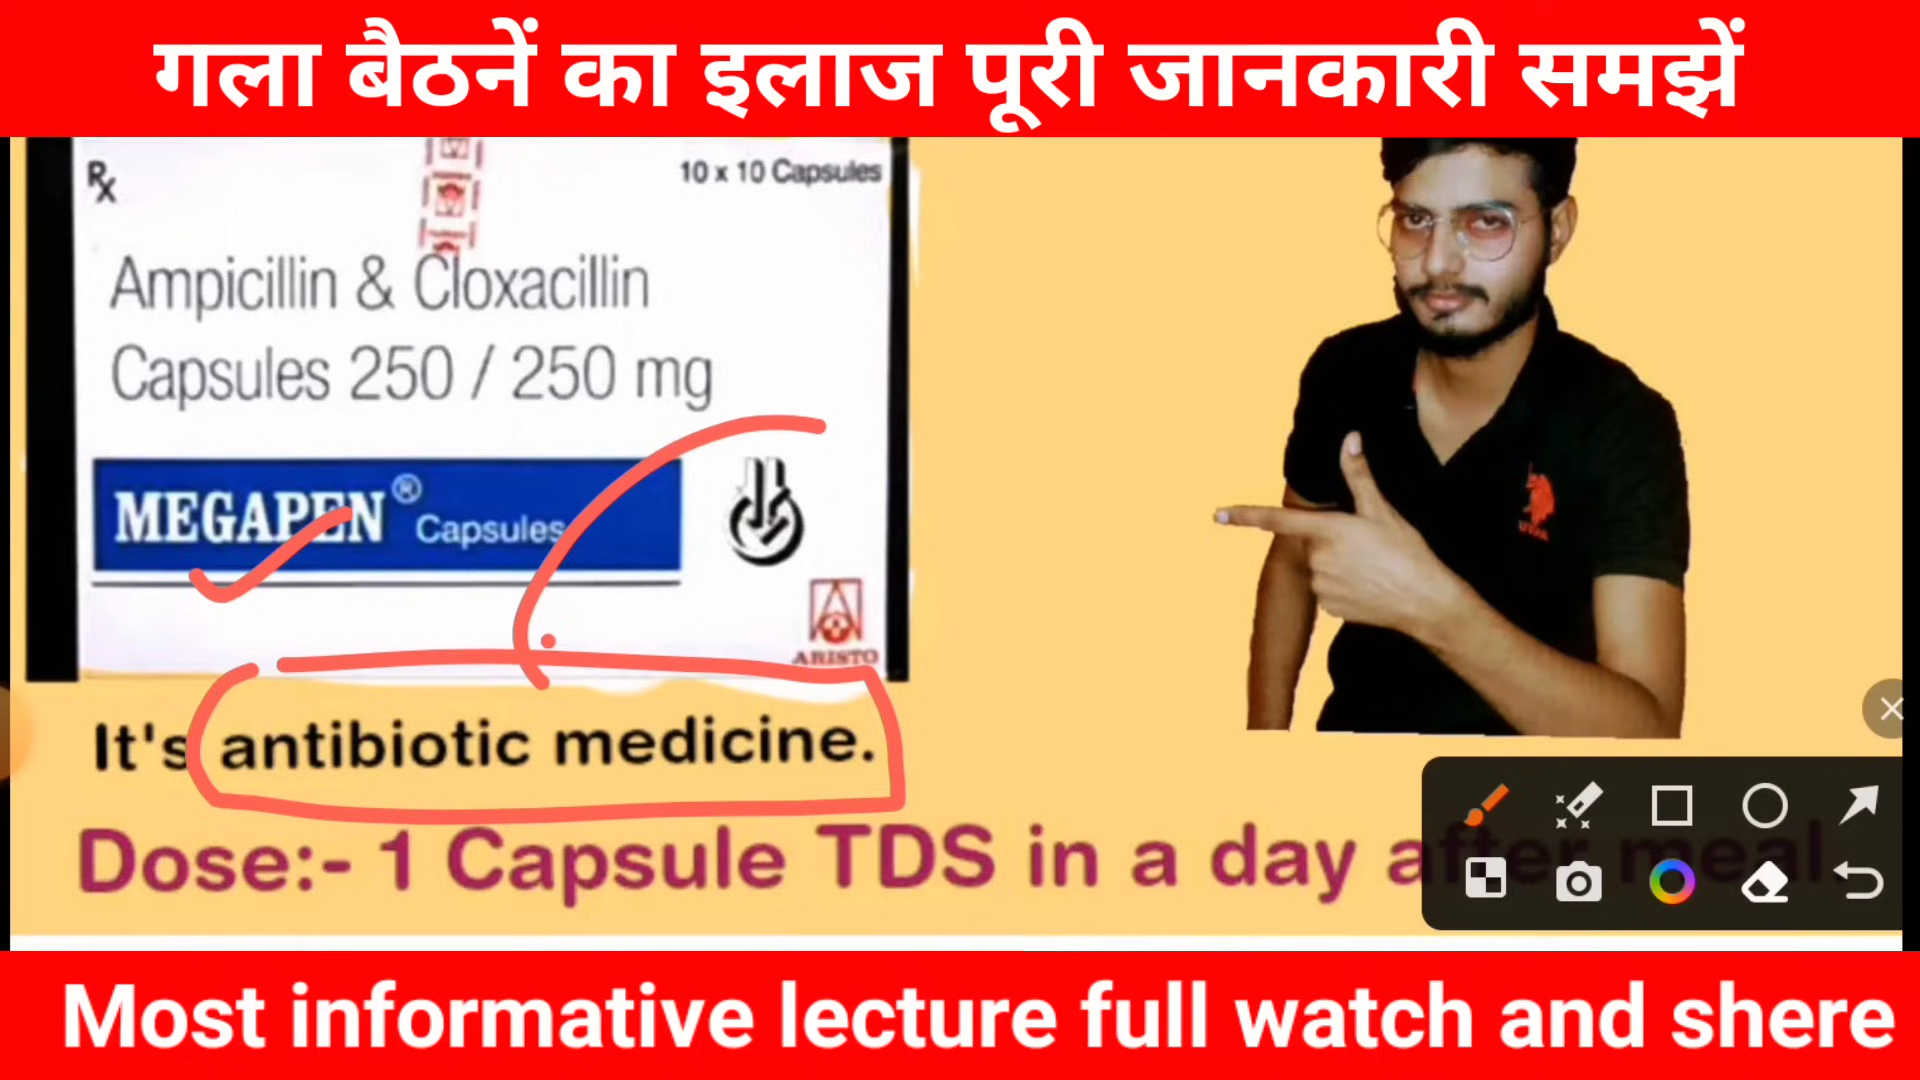 गला बैठनें का इलाज पूरी जानकारी समझें
Rx
10 x 10 Capsules
Ampicillin & Cloxacillin
Capsules 250 / 250 mg
MEGAPEN® Capsules
ARISTO
It's antibiotic medicine.
Dose:- 1 Capsule TDS in a day after meal.
Most informative lecture full watch and shere